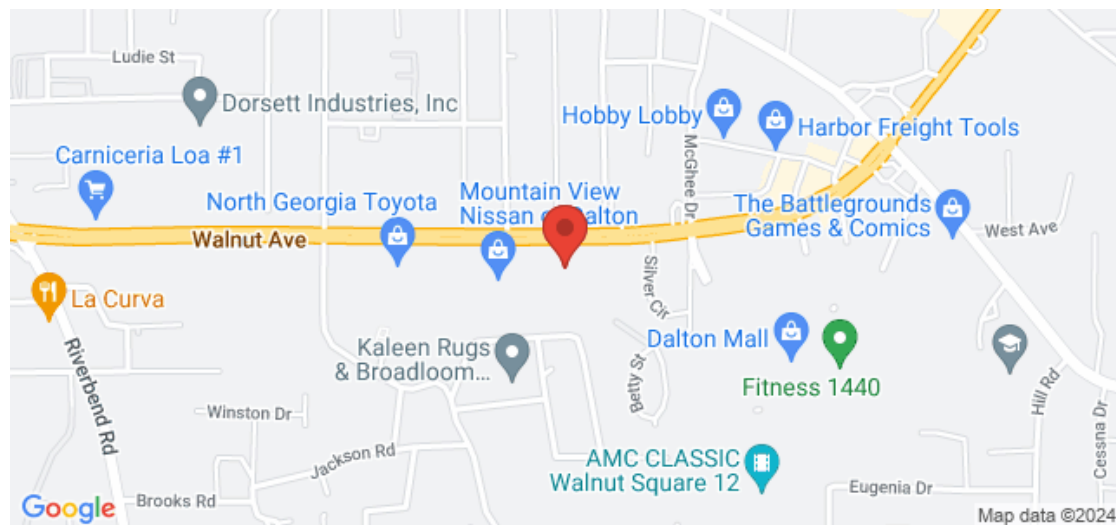 Ludie St
Dorsett Industries, Inc
Hobby Lobby
Harbor Freight Tools
McGhee Dr
Carniceria Loa #1
North Georgia Toyota
Mountain View
Nissan of Dalton
The Battlegrounds
Games & Comics
West Ave
Walnut Ave
La Curva
Silver Cir
Dalton Mall
Kaleen Rugs
& Broadloom...
Betty St
Fitness 1440
Riverbend Rd
Winston Dr
Hill Rd
Cessna Dr
Jackson Rd
AMC CLASSIC
Walnut Square 12
Eugenia Dr
Brooks Rd
Google
Map data ©2024